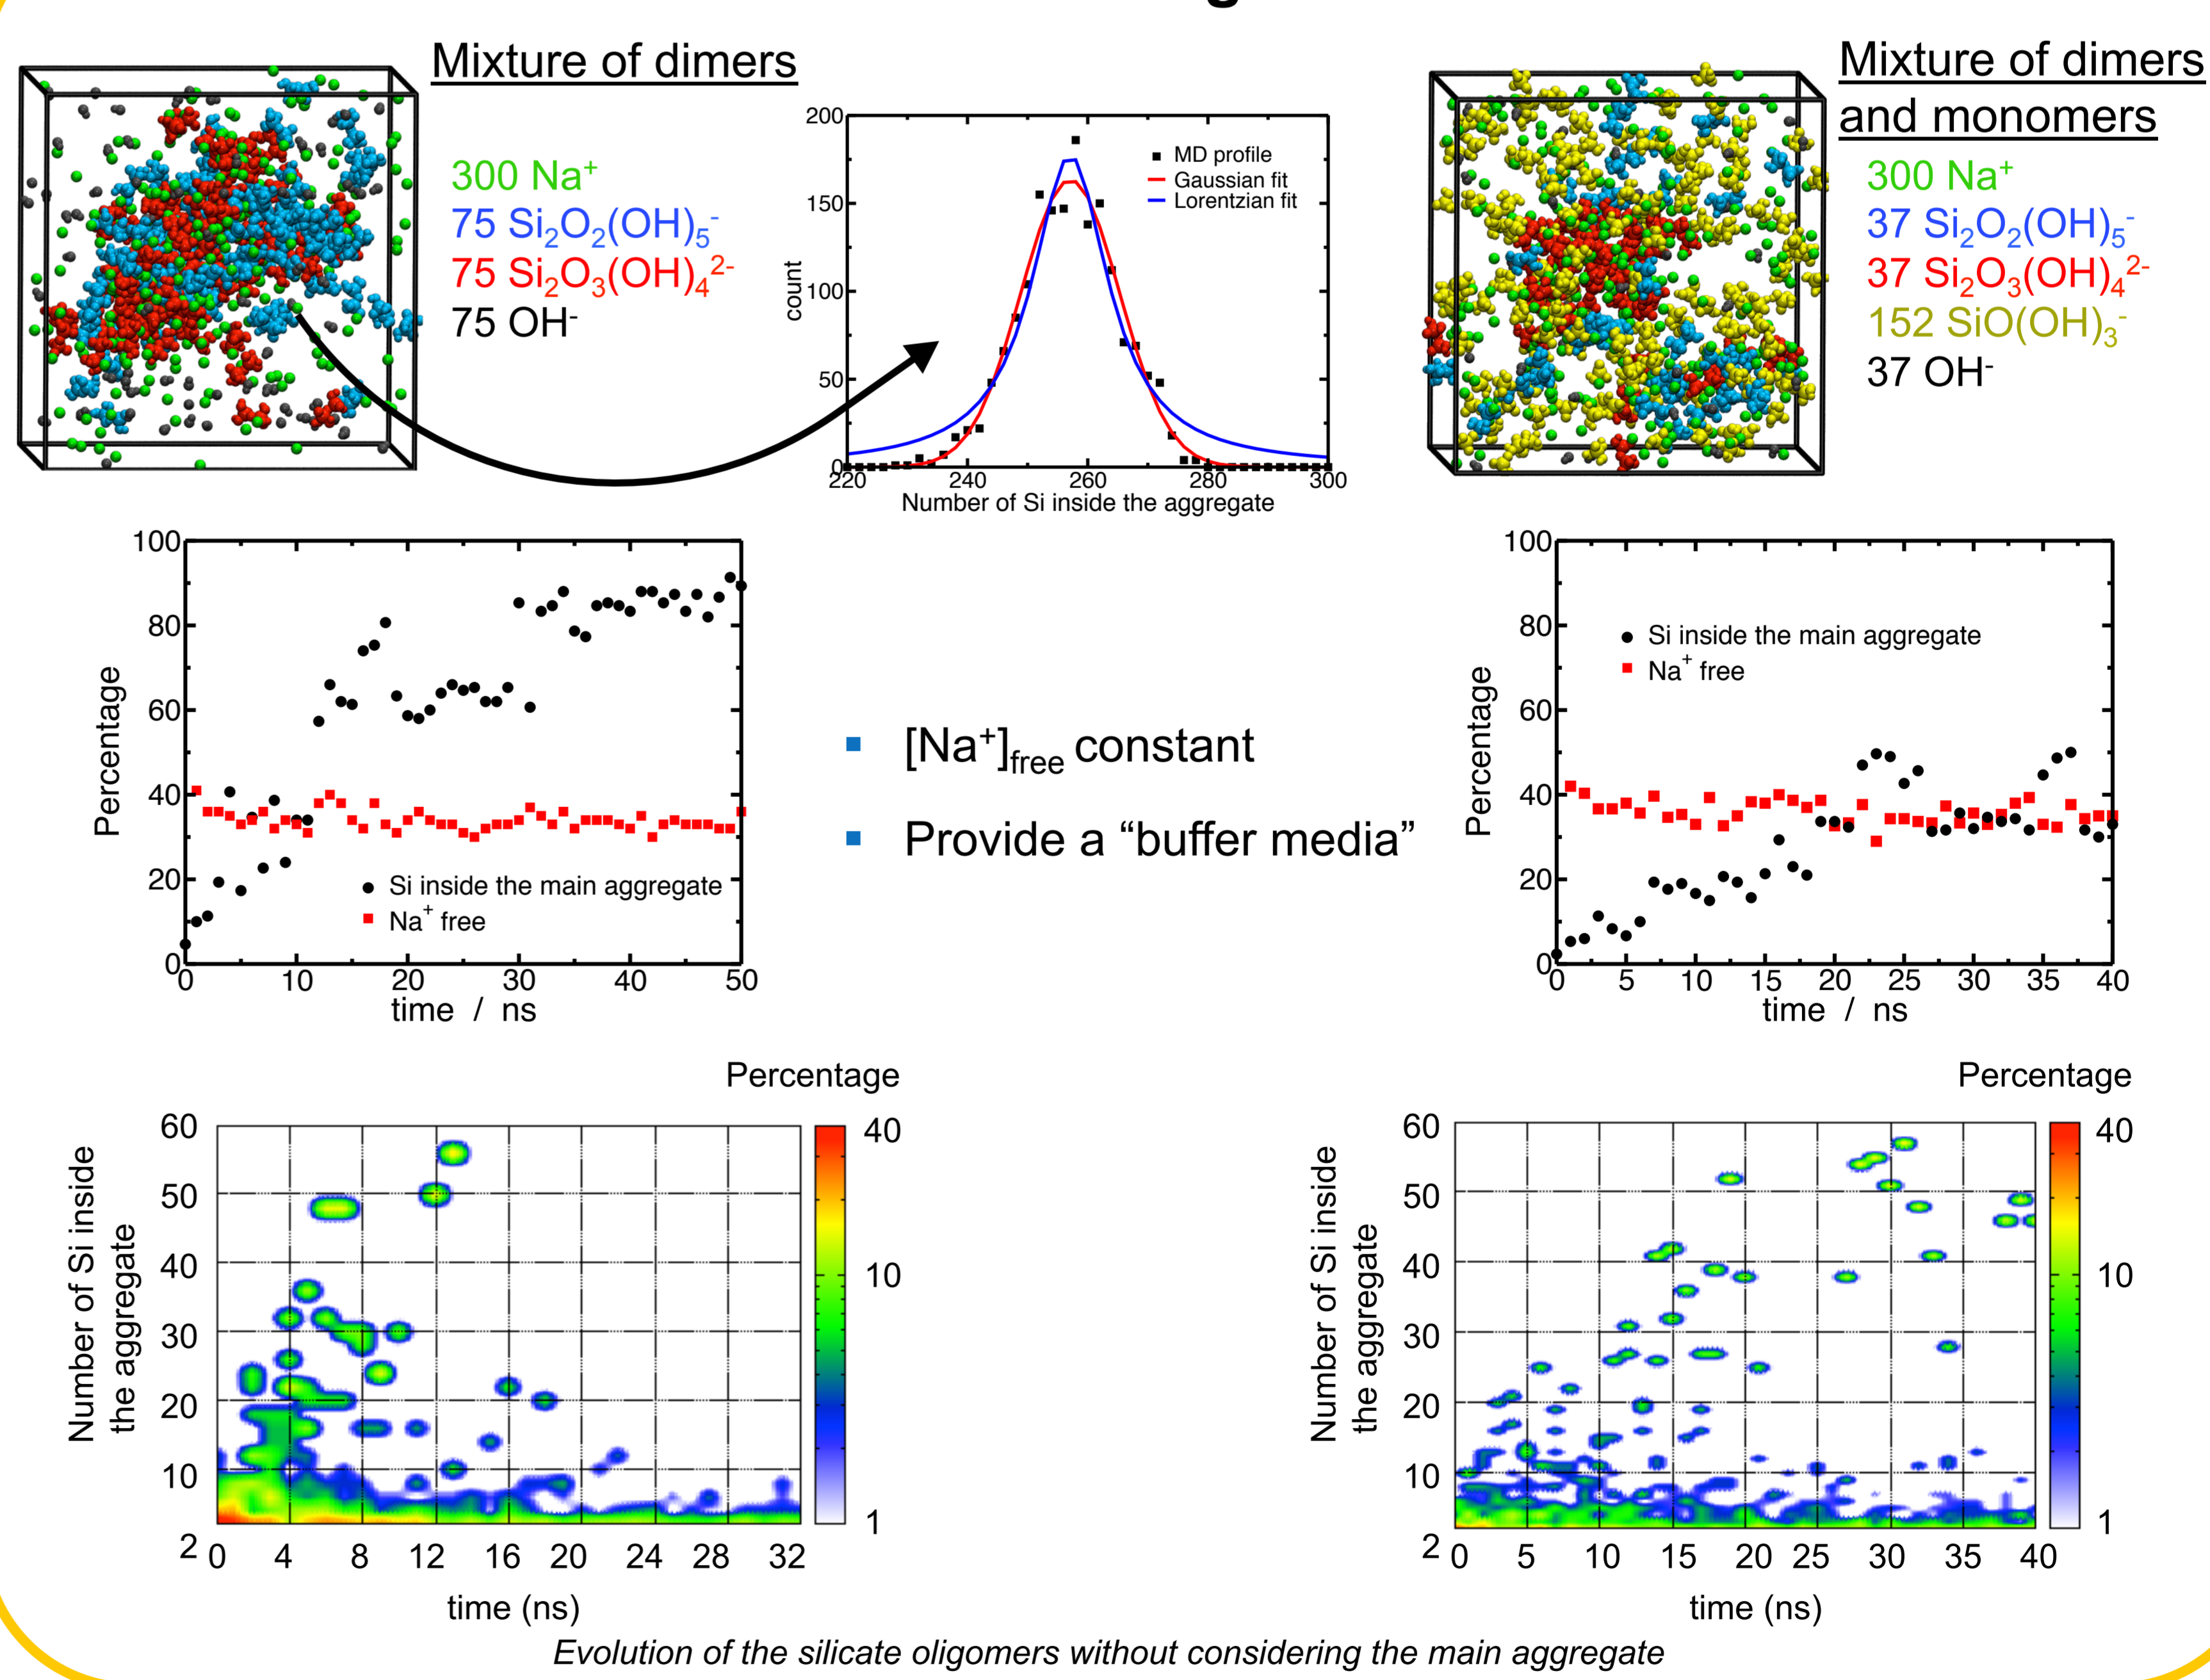 Mixture of dimers
300 Na⁺
75 Si₂O₂(OH)₅⁻
75 Si₂O₃(OH)₄²⁻
75 OH⁻
200
150
100
50
0
count
MD profile
Gaussian fit
Lorentzian fit
220 240 260 280 300
Number of Si inside the aggregate
Mixture of dimers
and monomers
300 Na⁺
37 Si₂O₂(OH)₅⁻
37 Si₂O₃(OH)₄²⁻
152 SiO(OH)₃⁻
37 OH⁻
100
80
60
40
20
0
Percentage
Si inside the main aggregate
Na⁺ free
0 10 20 30 40 50
time / ns
■ [Na⁺]free constant
■ Provide a “buffer media”
100
80
60
40
20
0
Percentage
Si inside the main aggregate
Na⁺ free
0 5 10 15 20 25 30 35 40
time / ns
Percentage
60
50
40
30
20
10
2
Number of Si inside
the aggregate
40
10
1
0 4 8 12 16 20 24 28 32
time (ns)
Percentage
60
50
40
30
20
10
2
Number of Si inside
the aggregate
40
10
1
0 5 10 15 20 25 30 35 40
time (ns)
Evolution of the silicate oligomers without considering the main aggregate